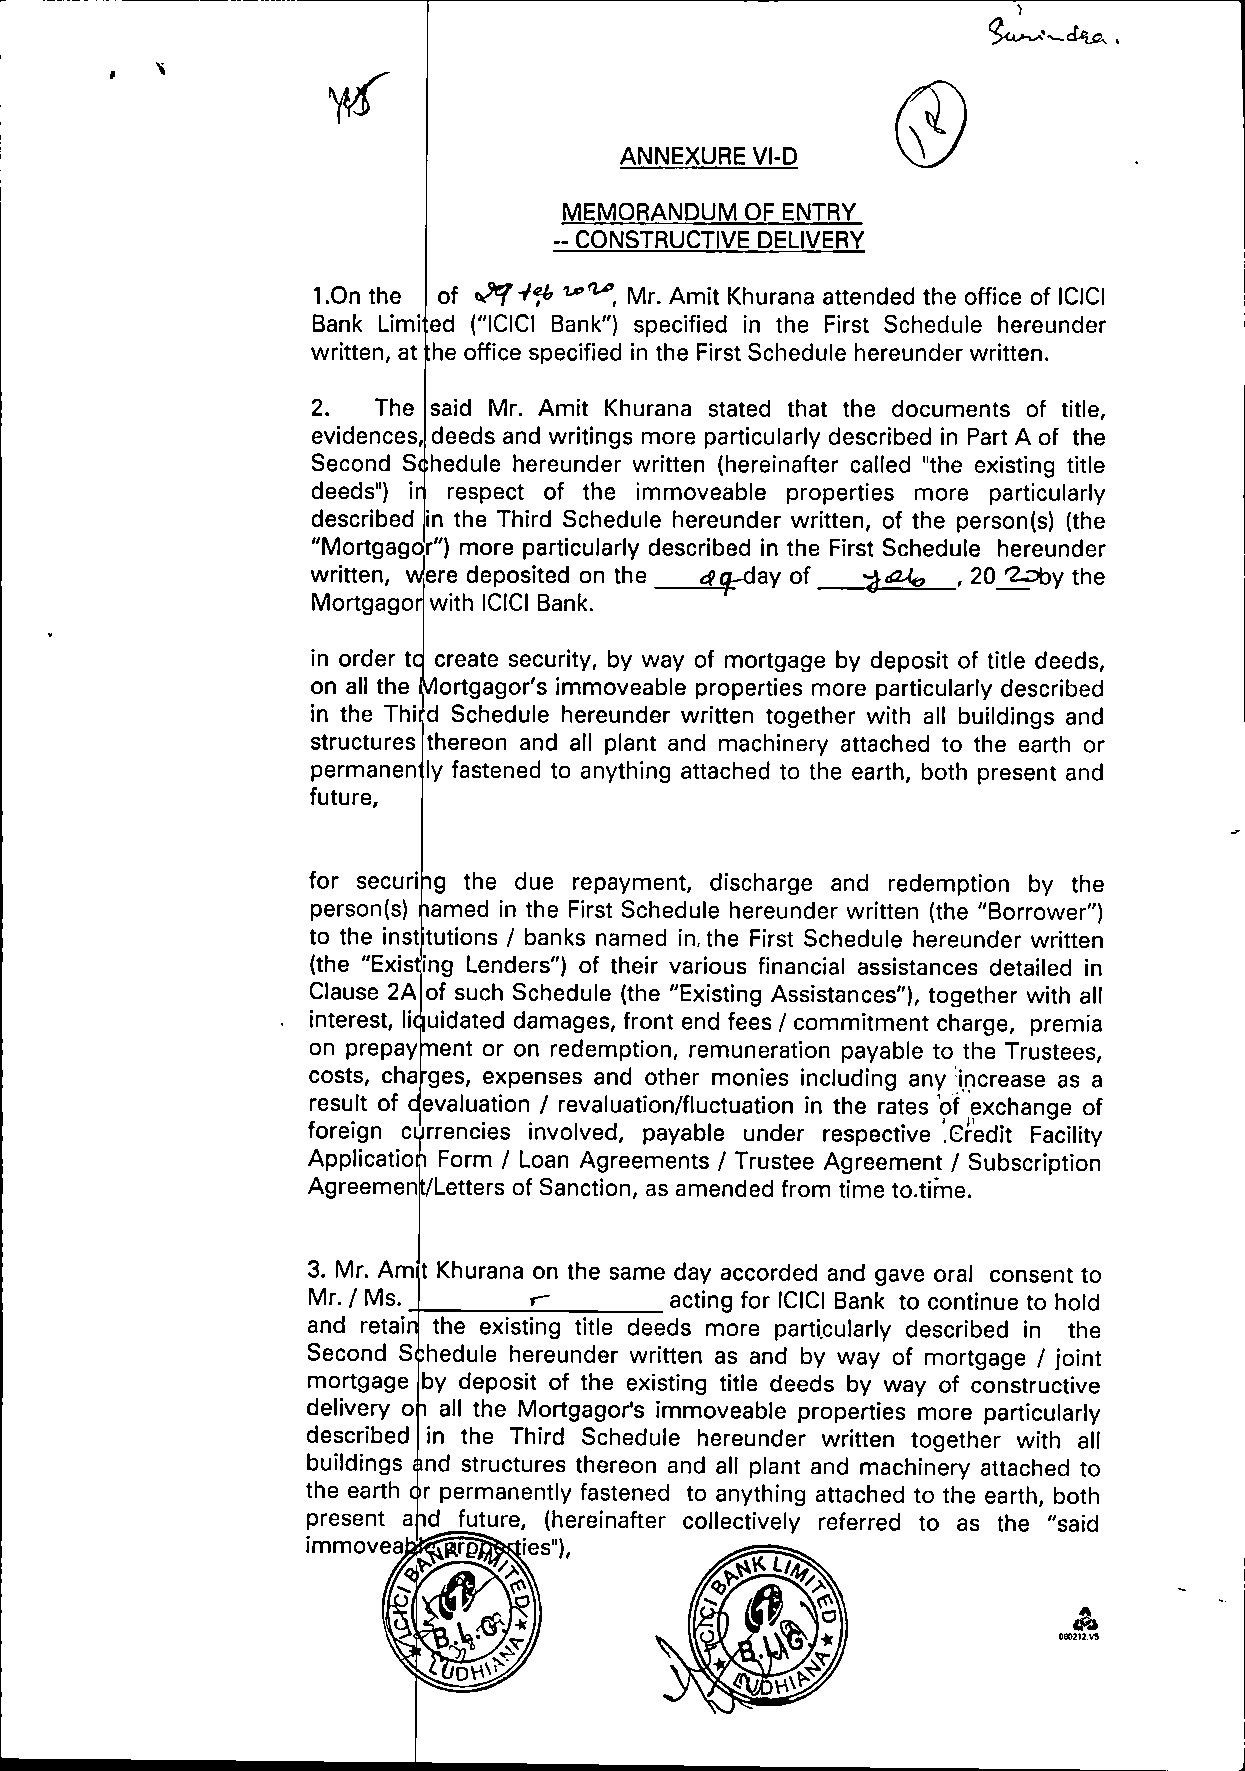 Surindra.
ANNEXURE VI-D
MEMORANDUM OF ENTRY
-- CONSTRUCTIVE DELIVERY
1.On the of 29 feb 2020, Mr. Amit Khurana attended the office of ICICI
Bank Limited ("ICICI Bank") specified in the First Schedule hereunder
written, at the office specified in the First Schedule hereunder written.
2. The said Mr. Amit Khurana stated that the documents of title,
evidences, deeds and writings more particularly described in Part A of the
Second Schedule hereunder written (hereinafter called "the existing title
deeds") in respect of the immoveable properties more particularly
described in the Third Schedule hereunder written, of the person(s) (the
"Mortgagor") more particularly described in the First Schedule hereunder
written, were deposited on the 29 day of feb , 20 20 by the
Mortgagor with ICICI Bank.
in order to create security, by way of mortgage by deposit of title deeds,
on all the Mortgagor's immoveable properties more particularly described
in the Third Schedule hereunder written together with all buildings and
structures thereon and all plant and machinery attached to the earth or
permanently fastened to anything attached to the earth, both present and
future,
for securing the due repayment, discharge and redemption by the
person(s) named in the First Schedule hereunder written (the "Borrower")
to the institutions / banks named in the First Schedule hereunder written
(the "Existing Lenders") of their various financial assistances detailed in
Clause 2A of such Schedule (the "Existing Assistances"), together with all
interest, liquidated damages, front end fees / commitment charge, premia
on prepayment or on redemption, remuneration payable to the Trustees,
costs, charges, expenses and other monies including any increase as a
result of devaluation / revaluation/fluctuation in the rates of exchange of
foreign currencies involved, payable under respective Credit Facility
Application Form / Loan Agreements / Trustee Agreement / Subscription
Agreement/Letters of Sanction, as amended from time to.time.
3. Mr. Amit Khurana on the same day accorded and gave oral consent to
Mr. / Ms. acting for ICICI Bank to continue to hold
and retain the existing title deeds more particularly described in the
Second Schedule hereunder written as and by way of mortgage / joint
mortgage by deposit of the existing title deeds by way of constructive
delivery on all the Mortgagor's immoveable properties more particularly
described in the Third Schedule hereunder written together with all
buildings and structures thereon and all plant and machinery attached to
the earth or permanently fastened to anything attached to the earth, both
present and future, (hereinafter collectively referred to as the "said
immoveable properties"),
ICICI BANK LIMITED
B.L.G.
LUDHIANA
ICICI BANK LIMITED
LUDHIANA
080212.V5